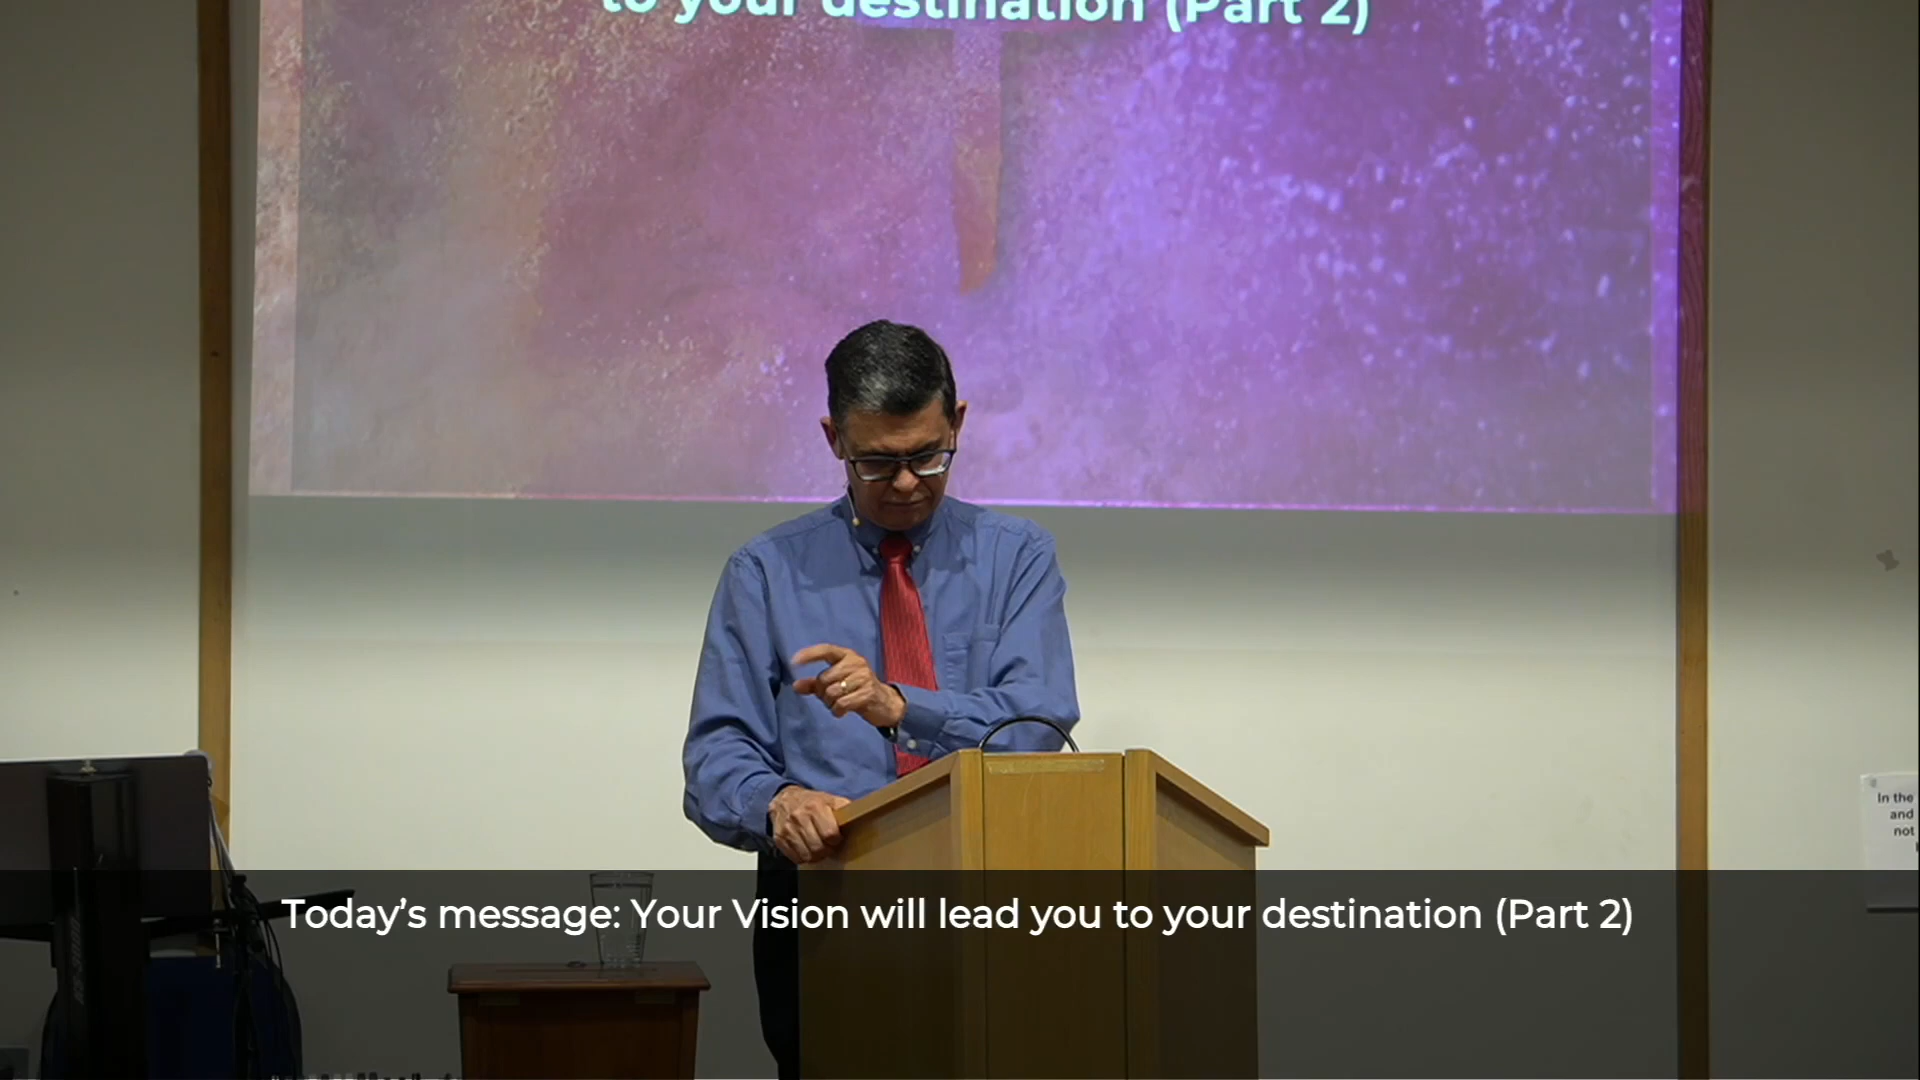 to your destination (Part 2)
In the
and
not
Today’s message: Your Vision will lead you to your destination (Part 2)